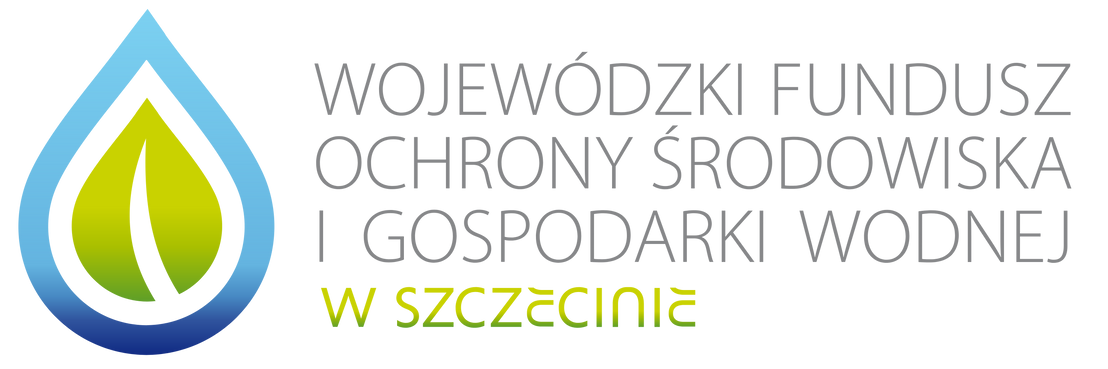 WOJEWÓDZKI FUNDUSZ
OCHRONY ŚRODOWISKA
I GOSPODARKI WODNEJ
W SZCZECINIE